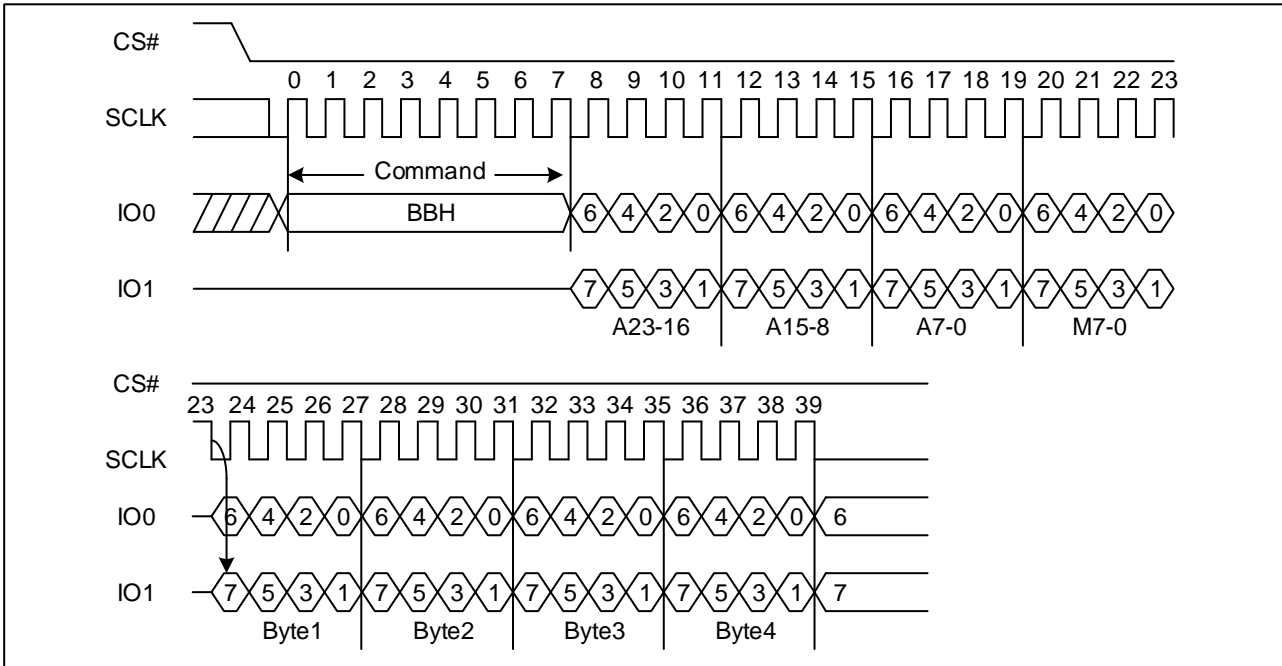 CS#
0 1 2 3 4 5 6 7 8 9 10 11 12 13 14 15 16 17 18 19 20 21 22 23
SCLK
Command
IO0 BBH 6 4 2 0 6 4 2 0 6 4 2 0 6 4 2 0
IO1 7 5 3 1 7 5 3 1 7 5 3 1 7 5 3 1
A23-16 A15-8 A7-0 M7-0
CS#
23 24 25 26 27 28 29 30 31 32 33 34 35 36 37 38 39
SCLK
IO0 6 4 2 0 6 4 2 0 6 4 2 0 6 4 2 0 6
IO1 7 5 3 1 7 5 3 1 7 5 3 1 7 5 3 1 7
Byte1 Byte2 Byte3 Byte4